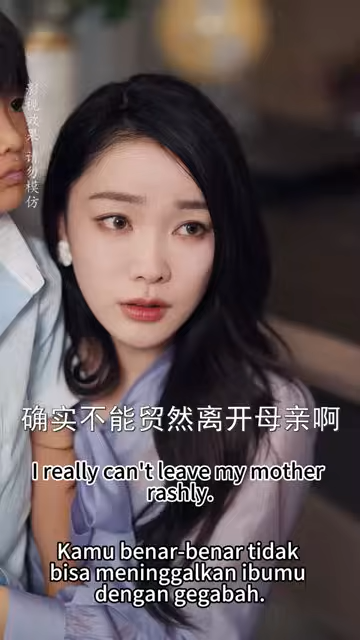 影视效果 请勿模仿
确实不能贸然离开母亲啊
I really can't leave my mother
rashly.
Kamu benar-benar tidak
bisa meninggalkan ibumu
dengan gegabah.